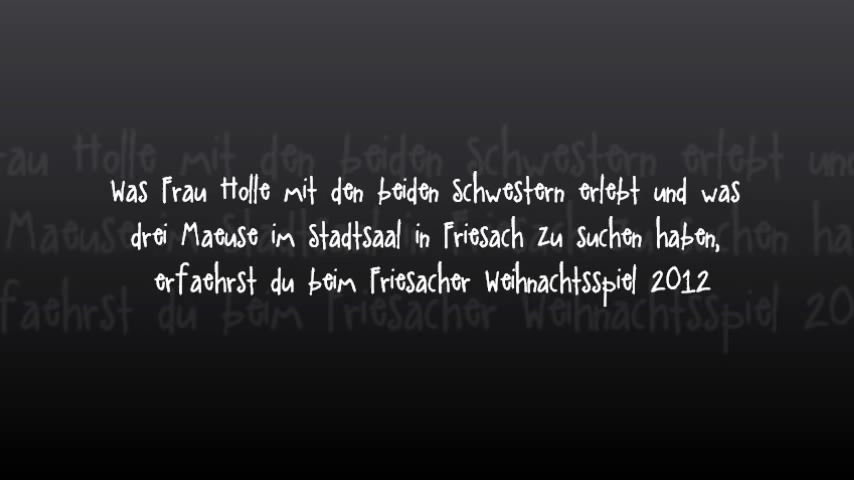 Was Frau Holle mit den beiden Schwestern erlebt und was
drei Maeuse im Stadtsaal in Friesach zu suchen haben,
erfaehrst du beim Friesacher Weihnachtsspiel 2012